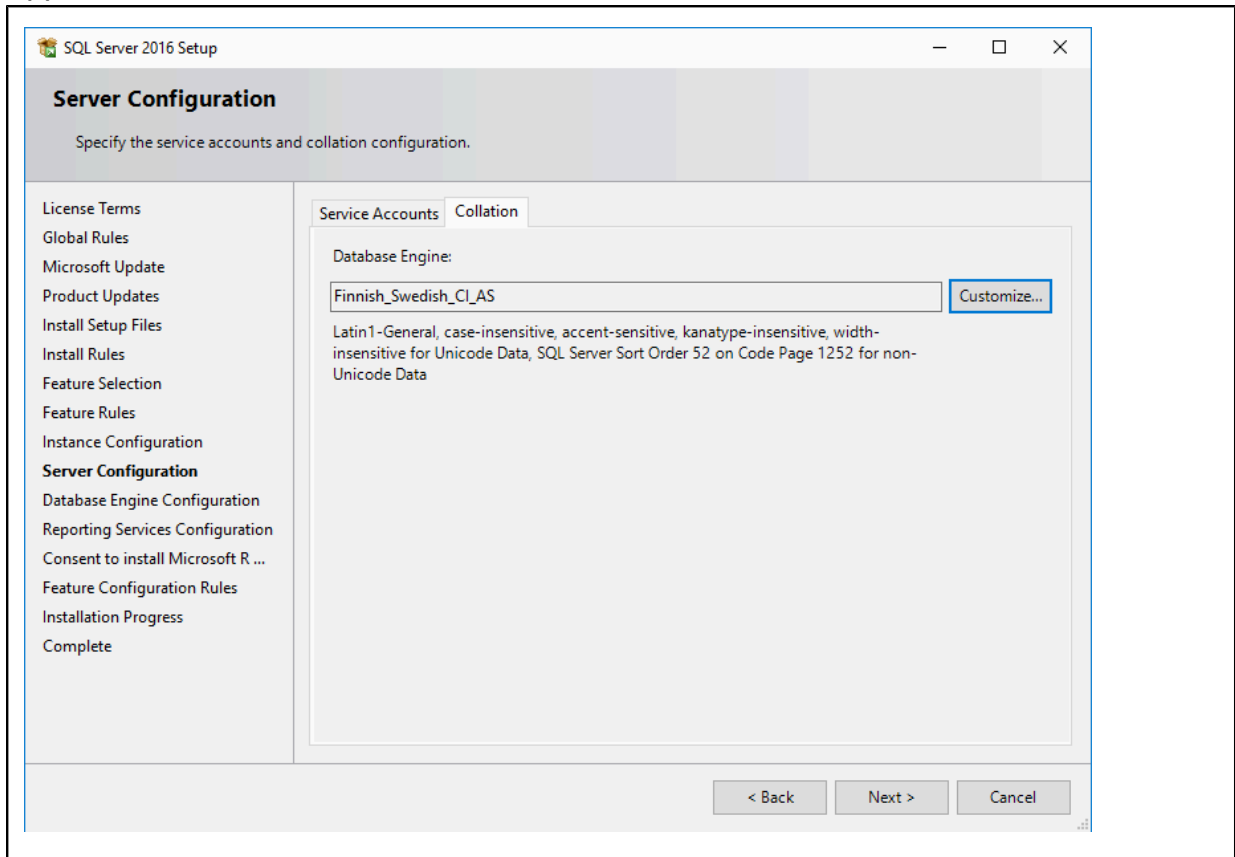 SQL Server 2016 Setup
Server Configuration
Specify the service accounts and collation configuration.
License Terms
Global Rules
Microsoft Update
Product Updates
Install Setup Files
Install Rules
Feature Selection
Feature Rules
Instance Configuration
Server Configuration
Database Engine Configuration
Reporting Services Configuration
Consent to install Microsoft R ...
Feature Configuration Rules
Installation Progress
Complete
Service Accounts Collation
Database Engine:
Finnish_Swedish_CI_AS Customize...
Latin1-General, case-insensitive, accent-sensitive, kanatype-insensitive, width-
insensitive for Unicode Data, SQL Server Sort Order 52 on Code Page 1252 for non-
Unicode Data
< Back Next > Cancel